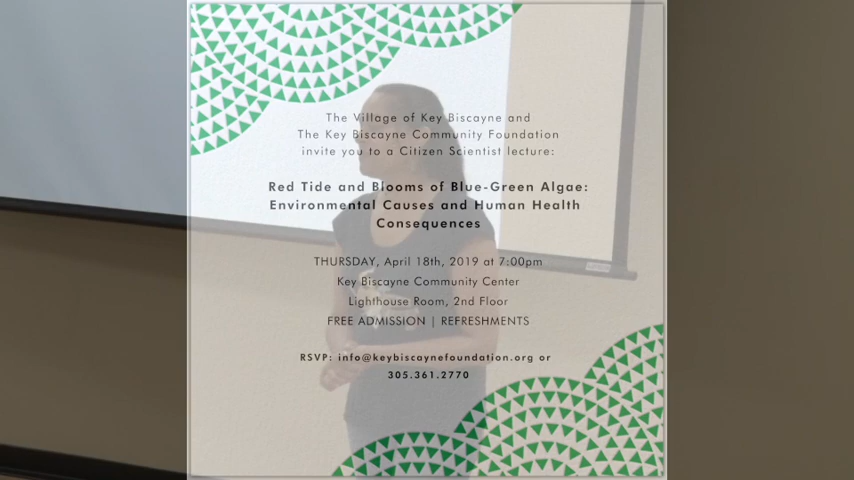 The Village of Key Biscayne and
The Key Biscayne Community Foundation
invite you to a Citizen Scientist lecture:
Red Tide and Blooms of Blue-Green Algae:
Environmental Causes and Human Health
Consequences
THURSDAY, April 18th, 2019 at 7:00pm
Key Biscayne Community Center
Lighthouse Room, 2nd Floor
FREE ADMISSION | REFRESHMENTS
RSVP: info@keybiscaynefoundation.org or
305.361.2770